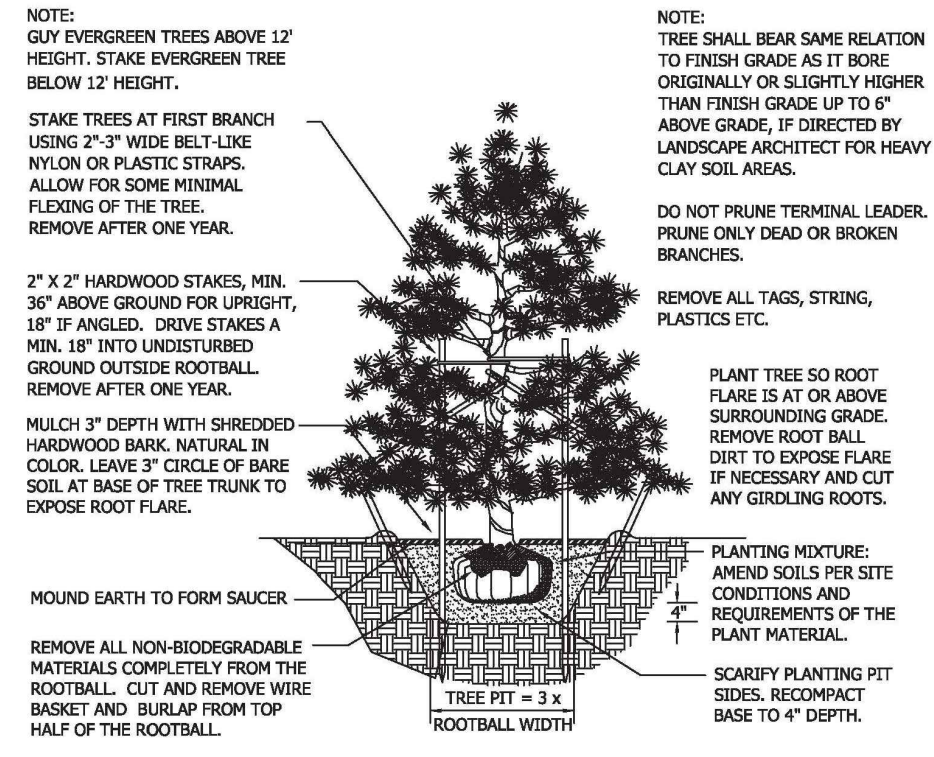 NOTE:
GUY EVERGREEN TREES ABOVE 12'
HEIGHT. STAKE EVERGREEN TREE
BELOW 12' HEIGHT.
STAKE TREES AT FIRST BRANCH
USING 2"-3" WIDE BELT-LIKE
NYLON OR PLASTIC STRAPS.
ALLOW FOR SOME MINIMAL
FLEXING OF THE TREE.
REMOVE AFTER ONE YEAR.
2" X 2" HARDWOOD STAKES, MIN.
36" ABOVE GROUND FOR UPRIGHT,
18" IF ANGLED. DRIVE STAKES A
MIN. 18" INTO UNDISTURBED
GROUND OUTSIDE ROOTBALL.
REMOVE AFTER ONE YEAR.
MULCH 3" DEPTH WITH SHREDDED
HARDWOOD BARK. NATURAL IN
COLOR. LEAVE 3" CIRCLE OF BARE
SOIL AT BASE OF TREE TRUNK TO
EXPOSE ROOT FLARE.
MOUND EARTH TO FORM SAUCER
REMOVE ALL NON-BIODEGRADABLE
MATERIALS COMPLETELY FROM THE
ROOTBALL. CUT AND REMOVE WIRE
BASKET AND BURLAP FROM TOP
HALF OF THE ROOTBALL.
TREE PIT = 3 x
ROOTBALL WIDTH
4"
NOTE:
TREE SHALL BEAR SAME RELATION
TO FINISH GRADE AS IT BORE
ORIGINALLY OR SLIGHTLY HIGHER
THAN FINISH GRADE UP TO 6"
ABOVE GRADE, IF DIRECTED BY
LANDSCAPE ARCHITECT FOR HEAVY
CLAY SOIL AREAS.
DO NOT PRUNE TERMINAL LEADER.
PRUNE ONLY DEAD OR BROKEN
BRANCHES.
REMOVE ALL TAGS, STRING,
PLASTICS ETC.
PLANT TREE SO ROOT
FLARE IS AT OR ABOVE
SURROUNDING GRADE.
REMOVE ROOT BALL
DIRT TO EXPOSE FLARE
IF NECESSARY AND CUT
ANY GIRDLING ROOTS.
PLANTING MIXTURE:
AMEND SOILS PER SITE
CONDITIONS AND
REQUIREMENTS OF THE
PLANT MATERIAL.
SCARIFY PLANTING PIT
SIDES. RECOMPACT
BASE TO 4" DEPTH.